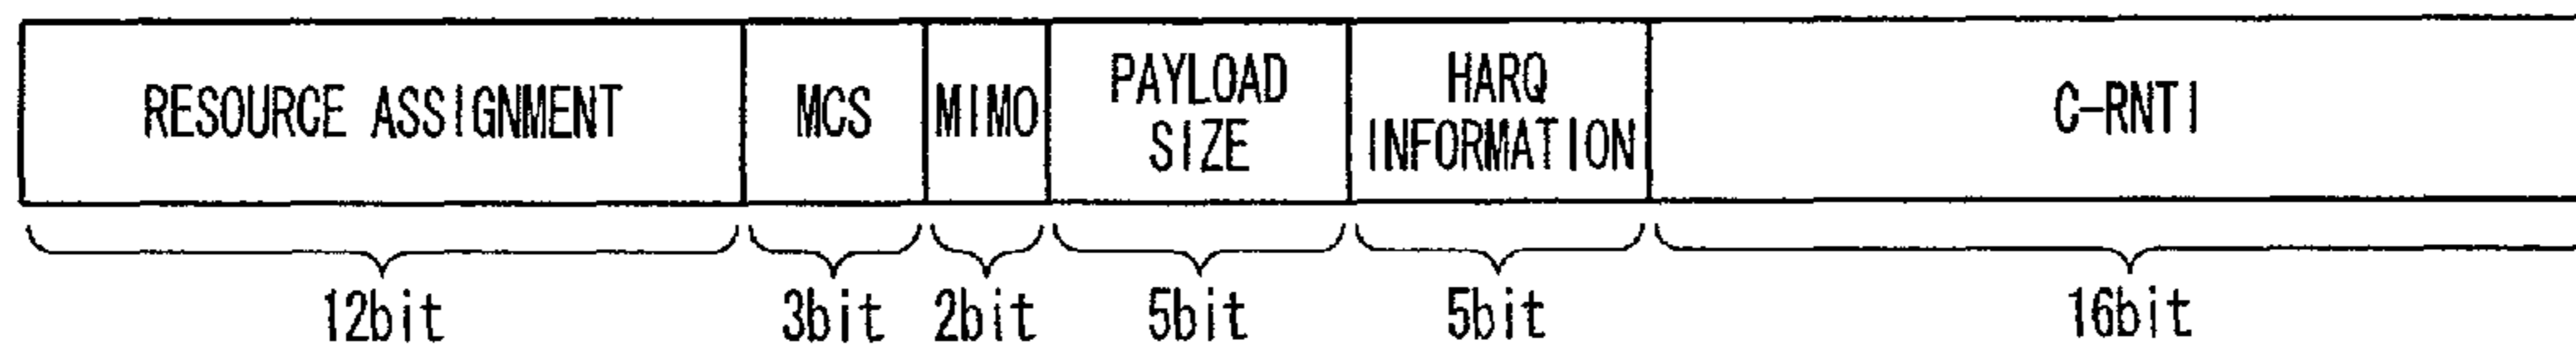 RESOURCE ASSIGNMENT
MCS
MIMO
PAYLOAD
SIZE
HARQ
INFORMATION
C-RNTI
12bit
3bit
2bit
5bit
5bit
16bit